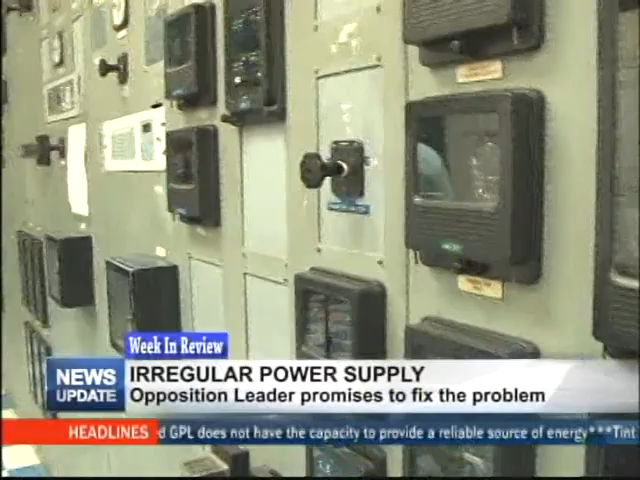 Week In Review
NEWS UPDATE
IRREGULAR POWER SUPPLY
Opposition Leader promises to fix the problem
HEADLINES d GPL does not have the capacity to provide a reliable source of energy***Tint